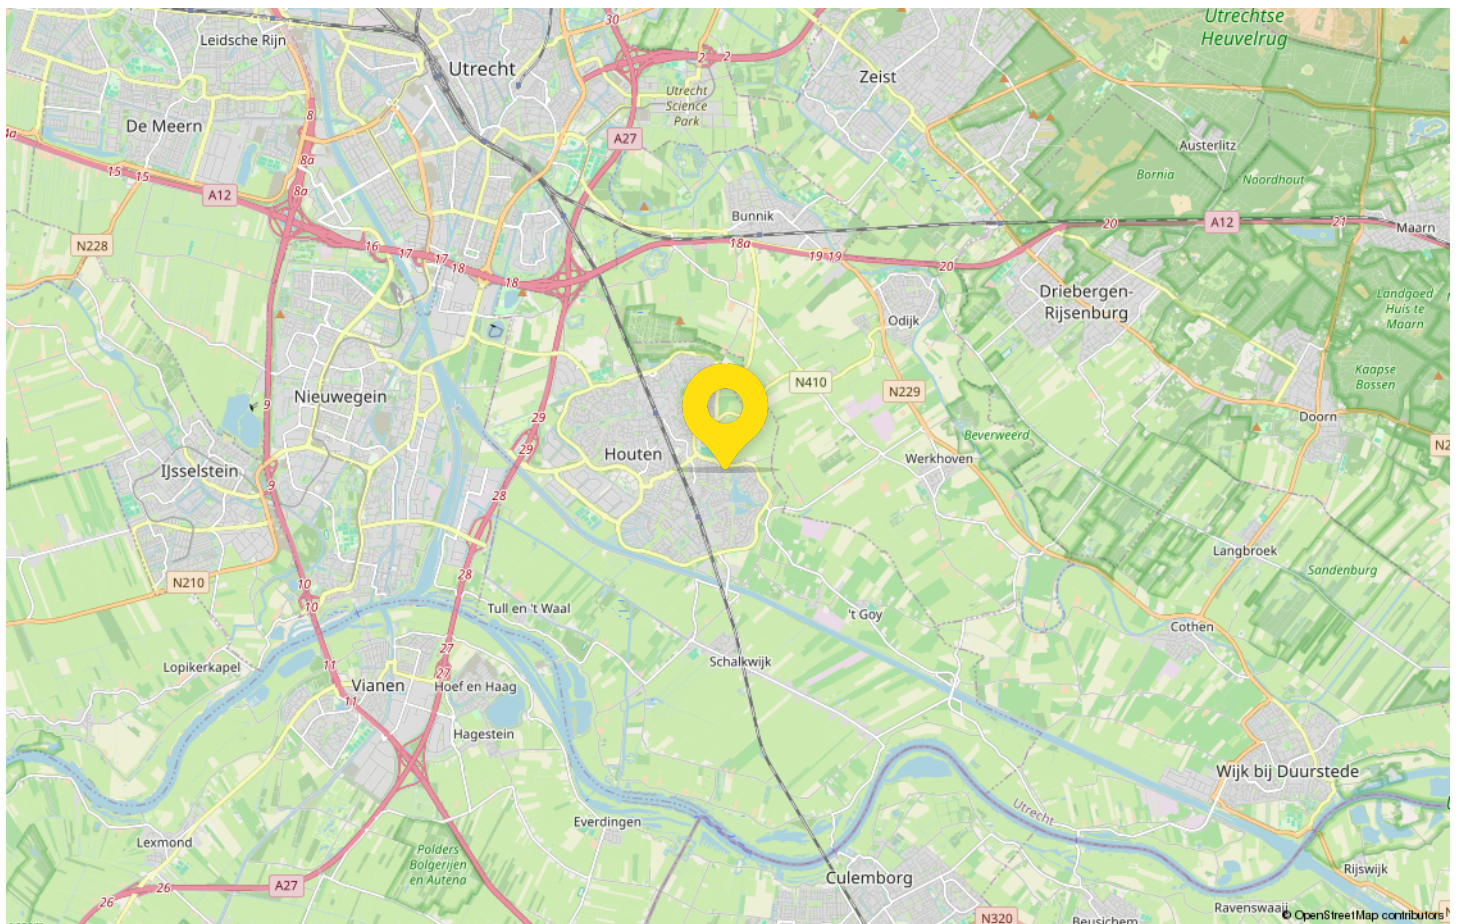 30
Utrechtse
Heuvelrug
Leidsche Rijn
Utrecht
2
2
Zeist
Utrecht
Science
Park
8
De Meern
4a
A27
Austerlitz
8a
15
15
Bornia
Noordhout
8a
A12
Bunnik
20
A12
21
Maarn
N228
16
17
17
18
18a
19
19
20
18
Driebergen-
Rijsenburg
Landgoed
Huis te
Maarn
Odijk
Kaapse
Bossen
N410
N229
Nieuwegein
9
29
Doorn
29
Beverweerd
N2
Houten
Werkhoven
IJsselstein
9
28
Langbroek
Sandenburg
N210
10
10
28
Tull en 't Waal
't Goy
Cothen
27
Lopikerkapel
11
27
Schalkwijk
Vianen
Hoef en Haag
11
Hagestein
Wijk bij Duurstede
Utrecht
Everdingen
Lexmond
Polders
Bolgerijen
en Autena
Rijswijk
Culemborg
26
A27
26
N320
Beusichem
Ravenswaaij
© OpenStreetMap contributors